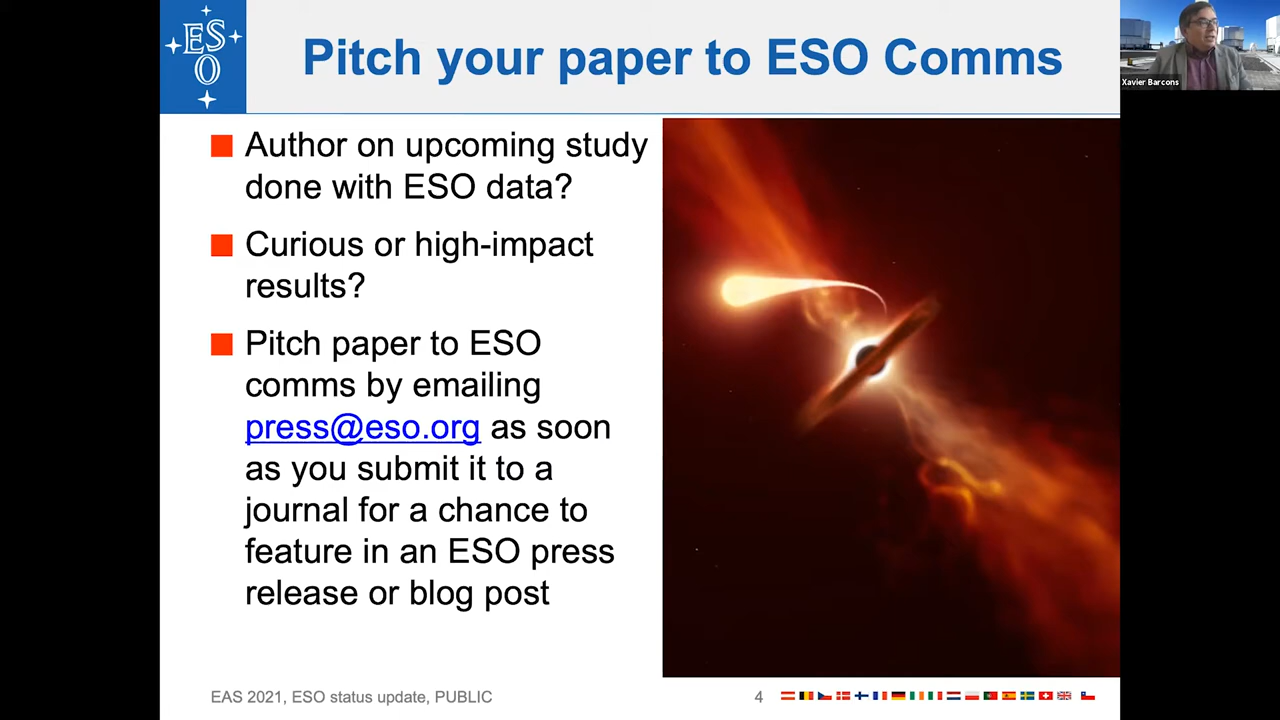 ES
O
Pitch your paper to ESO Comms
Xavier Barcons
Author on upcoming study
done with ESO data?
Curious or high-impact
results?
Pitch paper to ESO
comms by emailing
press@eso.org as soon
as you submit it to a
journal for a chance to
feature in an ESO press
release or blog post
EAS 2021, ESO status update, PUBLIC
4